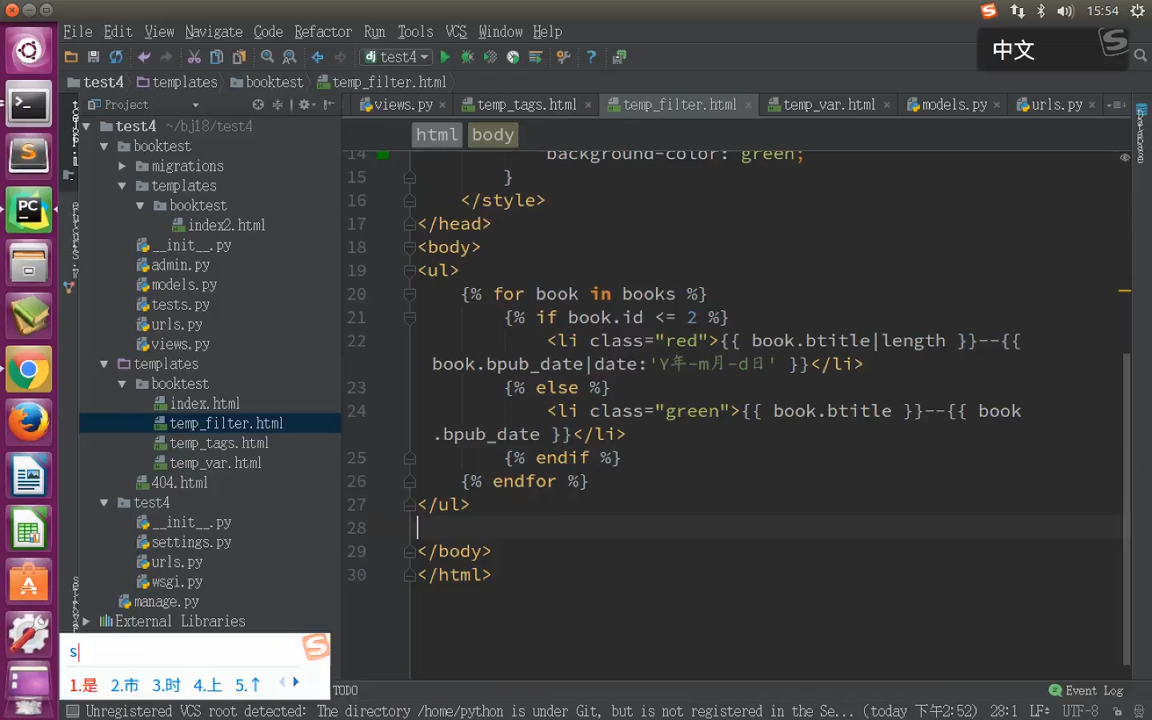 15:54
File Edit View Navigate Code Refactor Run Tools VCS Window Help
中文
dj test4
test4 templates booktest temp_filter.html
Project
views.py × temp_tags.html × temp_filter.html × temp_var.html × models.py × urls.py ×
html body
test4 ~/bj18/test4
booktest
migrations
templates
booktest
index2.html
__init__.py
admin.py
models.py
tests.py
urls.py
views.py
templates
booktest
index.html
temp_filter.html
temp_tags.html
temp_var.html
404.html
test4
__init__.py
settings.py
urls.py
wsgi.py
manage.py
External Libraries
14 background-color: green;
15 }
16 </style>
17 </head>
18 <body>
19 <ul>
20 {% for book in books %}
21 {% if book.id <= 2 %}
22 <li class="red">{{ book.btitle|length }}--{{
book.bpub_date|date:'Y年-m月-d日' }}</li>
23 {% else %}
24 <li class="green">{{ book.btitle }}--{{ book
.bpub_date }}</li>
25 {% endif %}
26 {% endfor %}
27 </ul>
28
29 </body>
30 </html>
s
1.是 2.市 3.时 4.上 5.↑
TODO
Event Log
Unregistered VCS root detected: The directory /home/python is under Git, but is not registered in the Se... (today 下午2:52) 28:1 LF÷ UTF-8